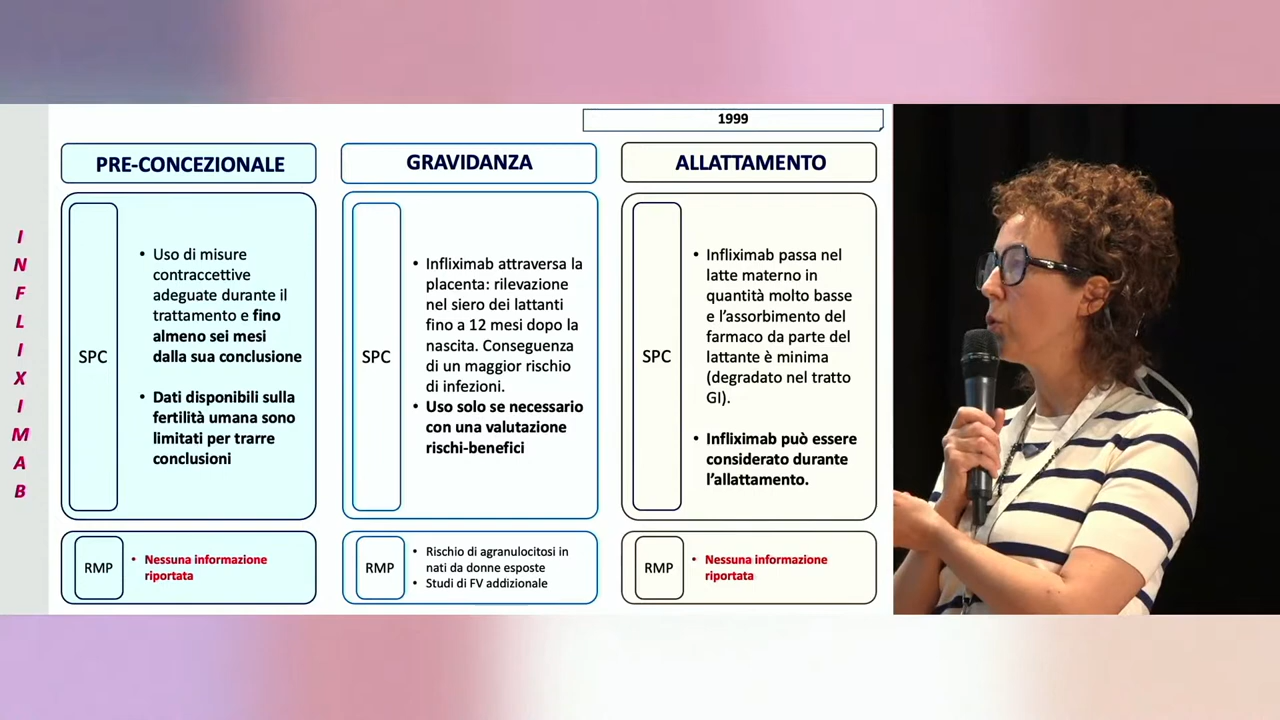 1999
INFLIXIMAB
PRE-CONCEZIONALE
SPC
• Uso di misure
contraccettive
adeguate durante il
trattamento e fino
almeno sei mesi
dalla sua conclusione
• Dati disponibili sulla
fertilità umana sono
limitati per trarre
conclusioni
RMP
• Nessuna informazione
riportata
GRAVIDANZA
SPC
• Infliximab attraversa la
placenta: rilevazione
nel siero dei lattanti
fino a 12 mesi dopo la
nascita. Conseguenza
di un maggior rischio
di infezioni.
• Uso solo se necessario
con una valutazione
rischi-benefici
RMP
• Rischio di agranulocitosi in
nati da donne esposte
• Studi di FV addizionale
ALLATTAMENTO
SPC
• Infliximab passa nel
latte materno in
quantità molto basse
e l’assorbimento del
farmaco da parte del
lattante è minima
(degradato nel tratto
GI).
• Infliximab può essere
considerato durante
l’allattamento.
RMP
• Nessuna informazione
riportata